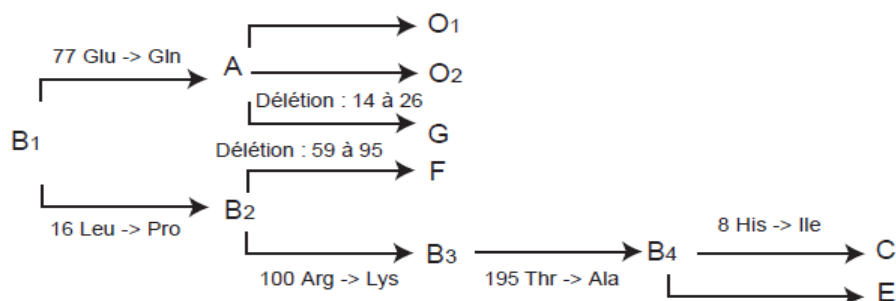 O1
77 Glu -> Gln
A
O2
Délétion : 14 à 26
G
B1
Délétion : 59 à 95
F
B2
16 Leu -> Pro
8 His -> Ile
B3
B4
C
100 Arg -> Lys
195 Thr -> Ala
E